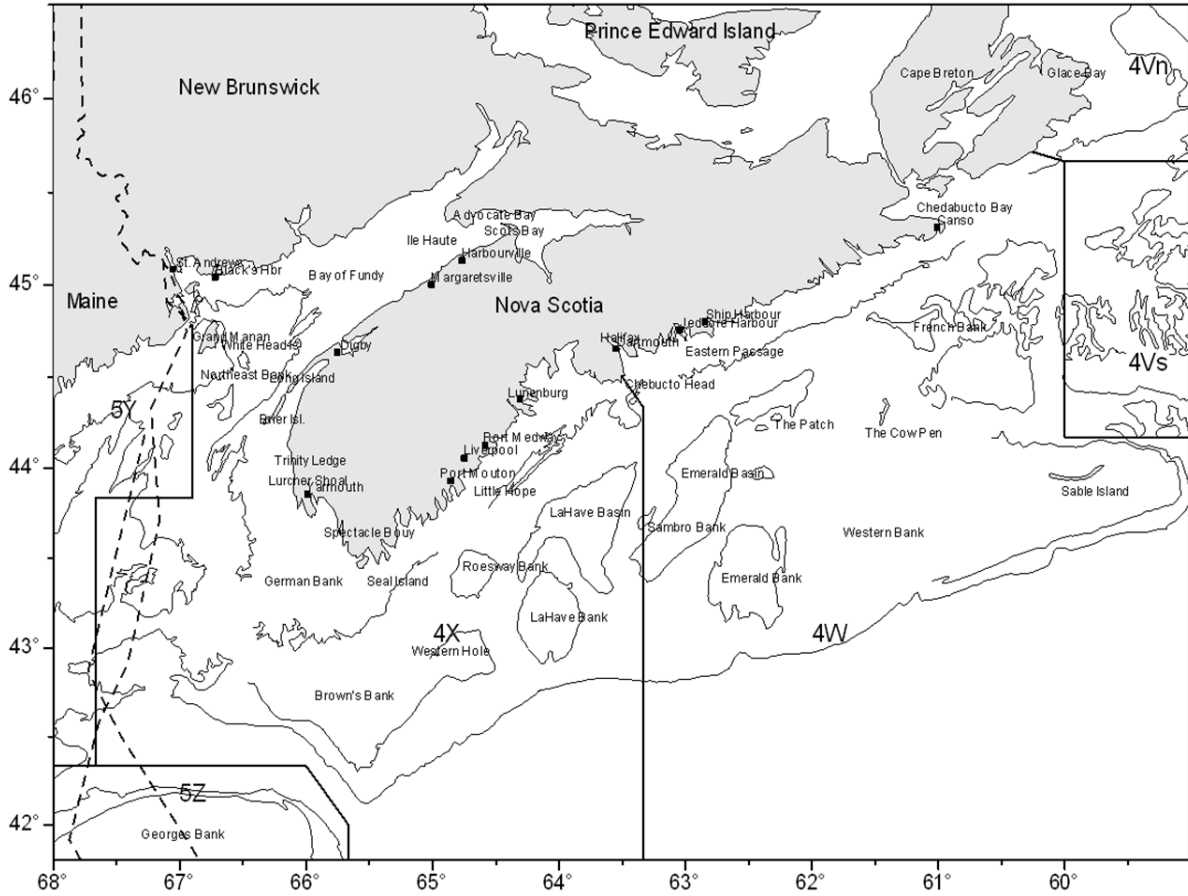 Prince Edward Island
46°
New Brunswick
Cape Breton
Glace Bay
4Vn
Advocate Bay
Scots Bay
Chedabucto Bay
Canso
Ile Haute
Harbourville
St. Andrews
Black's Hbr
Bay of Fundy
Margaretsville
45°
Maine
Nova Scotia
Ship Harbour
Jeddore Harbour
French Bank
Grand Manan
White Head Is
Digby
Halifax
Dartmouth
Eastern Passage
4Vs
Northeast Bank
Long Island
Chebucto Head
5Y
Lunenburg
Brier Isl.
The Patch
The Cow Pen
Port Medway
Liverpool
44°
Trinity Ledge
Lurcher Shoal
armouth
Port Mouton
Little Hope
Emerald Basin
Sable Island
LaHave Basin
Sambro Bank
Spectacle Bouy
Western Bank
German Bank
Seal Island
Roesway Bank
Emerald Bank
LaHave Bank
43°
4X
4W
Western Hole
Brown's Bank
5Z
42°
Georges Bank
68°
67°
66°
65°
64°
63°
62°
61°
60°